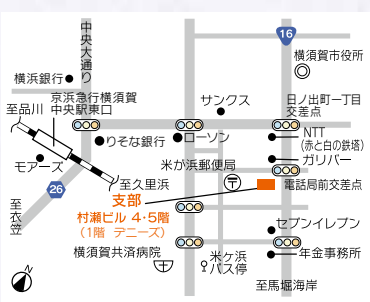 中央大通り
16
横須賀市役所
横浜銀行
京浜急行横須賀
中央駅東口
至品川
サンクス
日ノ出町一丁目
交差点
りそな銀行
ローソン
NTT
(赤と白の鉄塔)
ガリバー
モアーズ
米が浜郵便局
26
至久里浜
支部
電話局前交差点
村瀬ビル 4・5階
(1階 デニーズ)
至衣笠
セブンイレブン
横須賀共済病院
米ヶ浜
バス停
年金事務所
至馬堀海岸
N